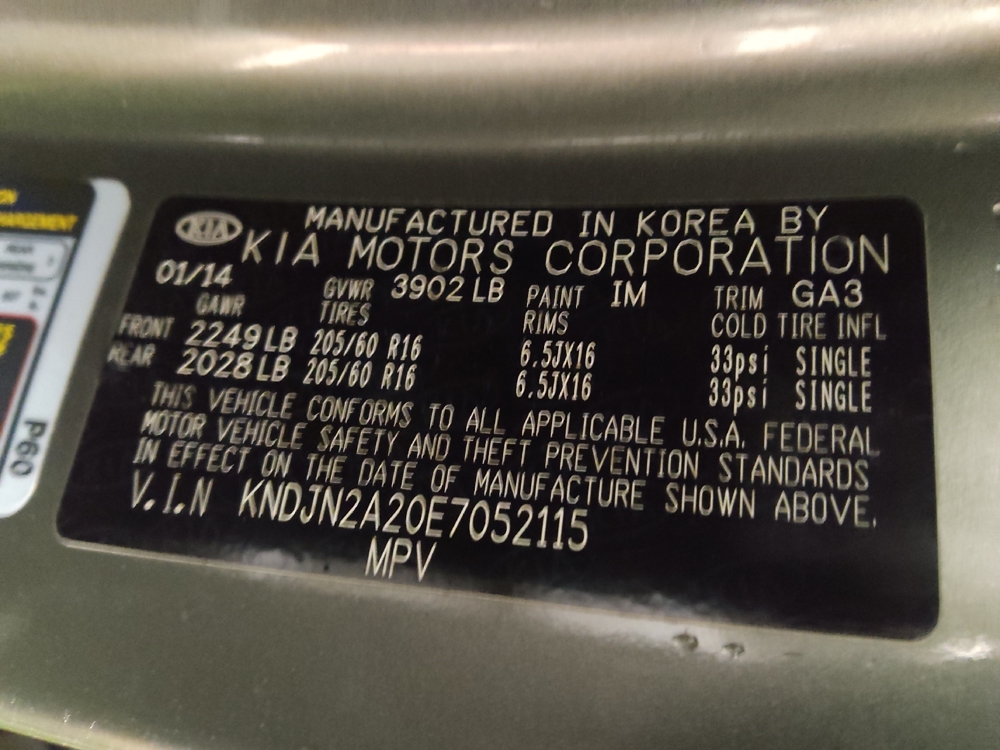 KIA
MANUFACTURED IN KOREA BY
KIA MOTORS CORPORATION
01/14 GVWR 3902 LB PAINT IM TRIM GA3
GAWR TIRES RIMS COLD TIRE INFL
FRONT 2249 LB 205/60 R16 6.5JX16 33psi SINGLE
REAR 2028 LB 205/60 R16 6.5JX16 33psi SINGLE
THIS VEHICLE CONFORMS TO ALL APPLICABLE U.S.A. FEDERAL
MOTOR VEHICLE SAFETY AND THEFT PREVENTION STANDARDS
IN EFFECT ON THE DATE OF MANUFACTURE SHOWN ABOVE.
V.I.N KNDJN2A20E7052115
MPV
P60